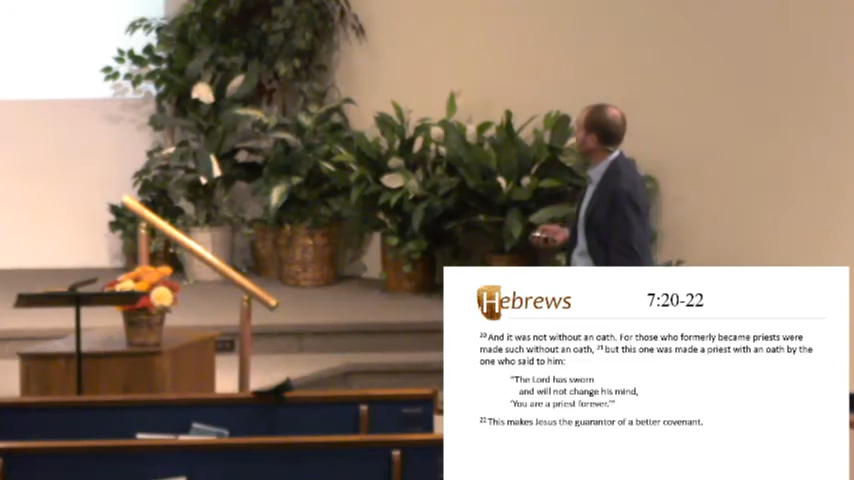 Hebrews 7:20-22
20 And it was not without an oath. For those who formerly became priests were
made such without an oath, 21 but this one was made a priest with an oath by the
one who said to him:
"The Lord has sworn
and will not change his mind,
'You are a priest forever.'"
22 This makes Jesus the guarantor of a better covenant.